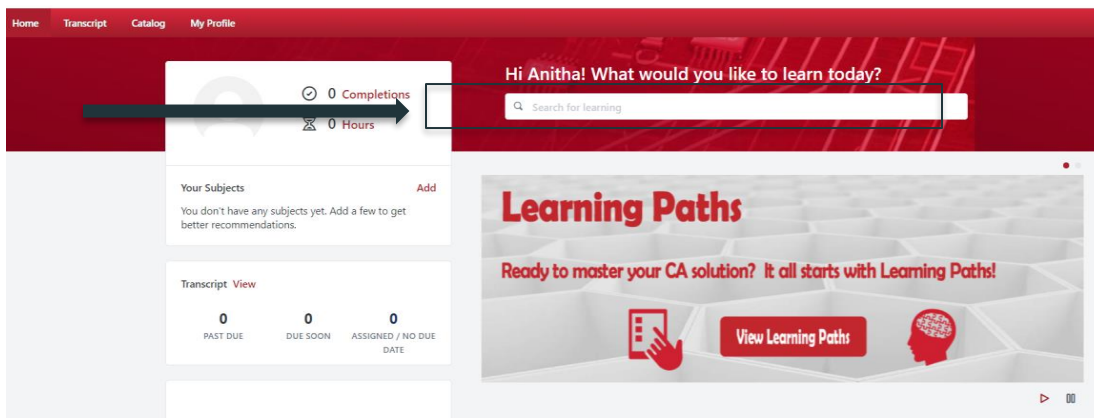 Home Transcript Catalog My Profile
Hi Anitha! What would you like to learn today?
Search for learning
0 Completions
0 Hours
Your Subjects Add
You don't have any subjects yet. Add a few to get
better recommendations.
Transcript View
0 0 0
PAST DUE DUE SOON ASSIGNED / NO DUE
DATE
Learning Paths
Ready to master your CA solution? It all starts with Learning Paths!
View Learning Paths